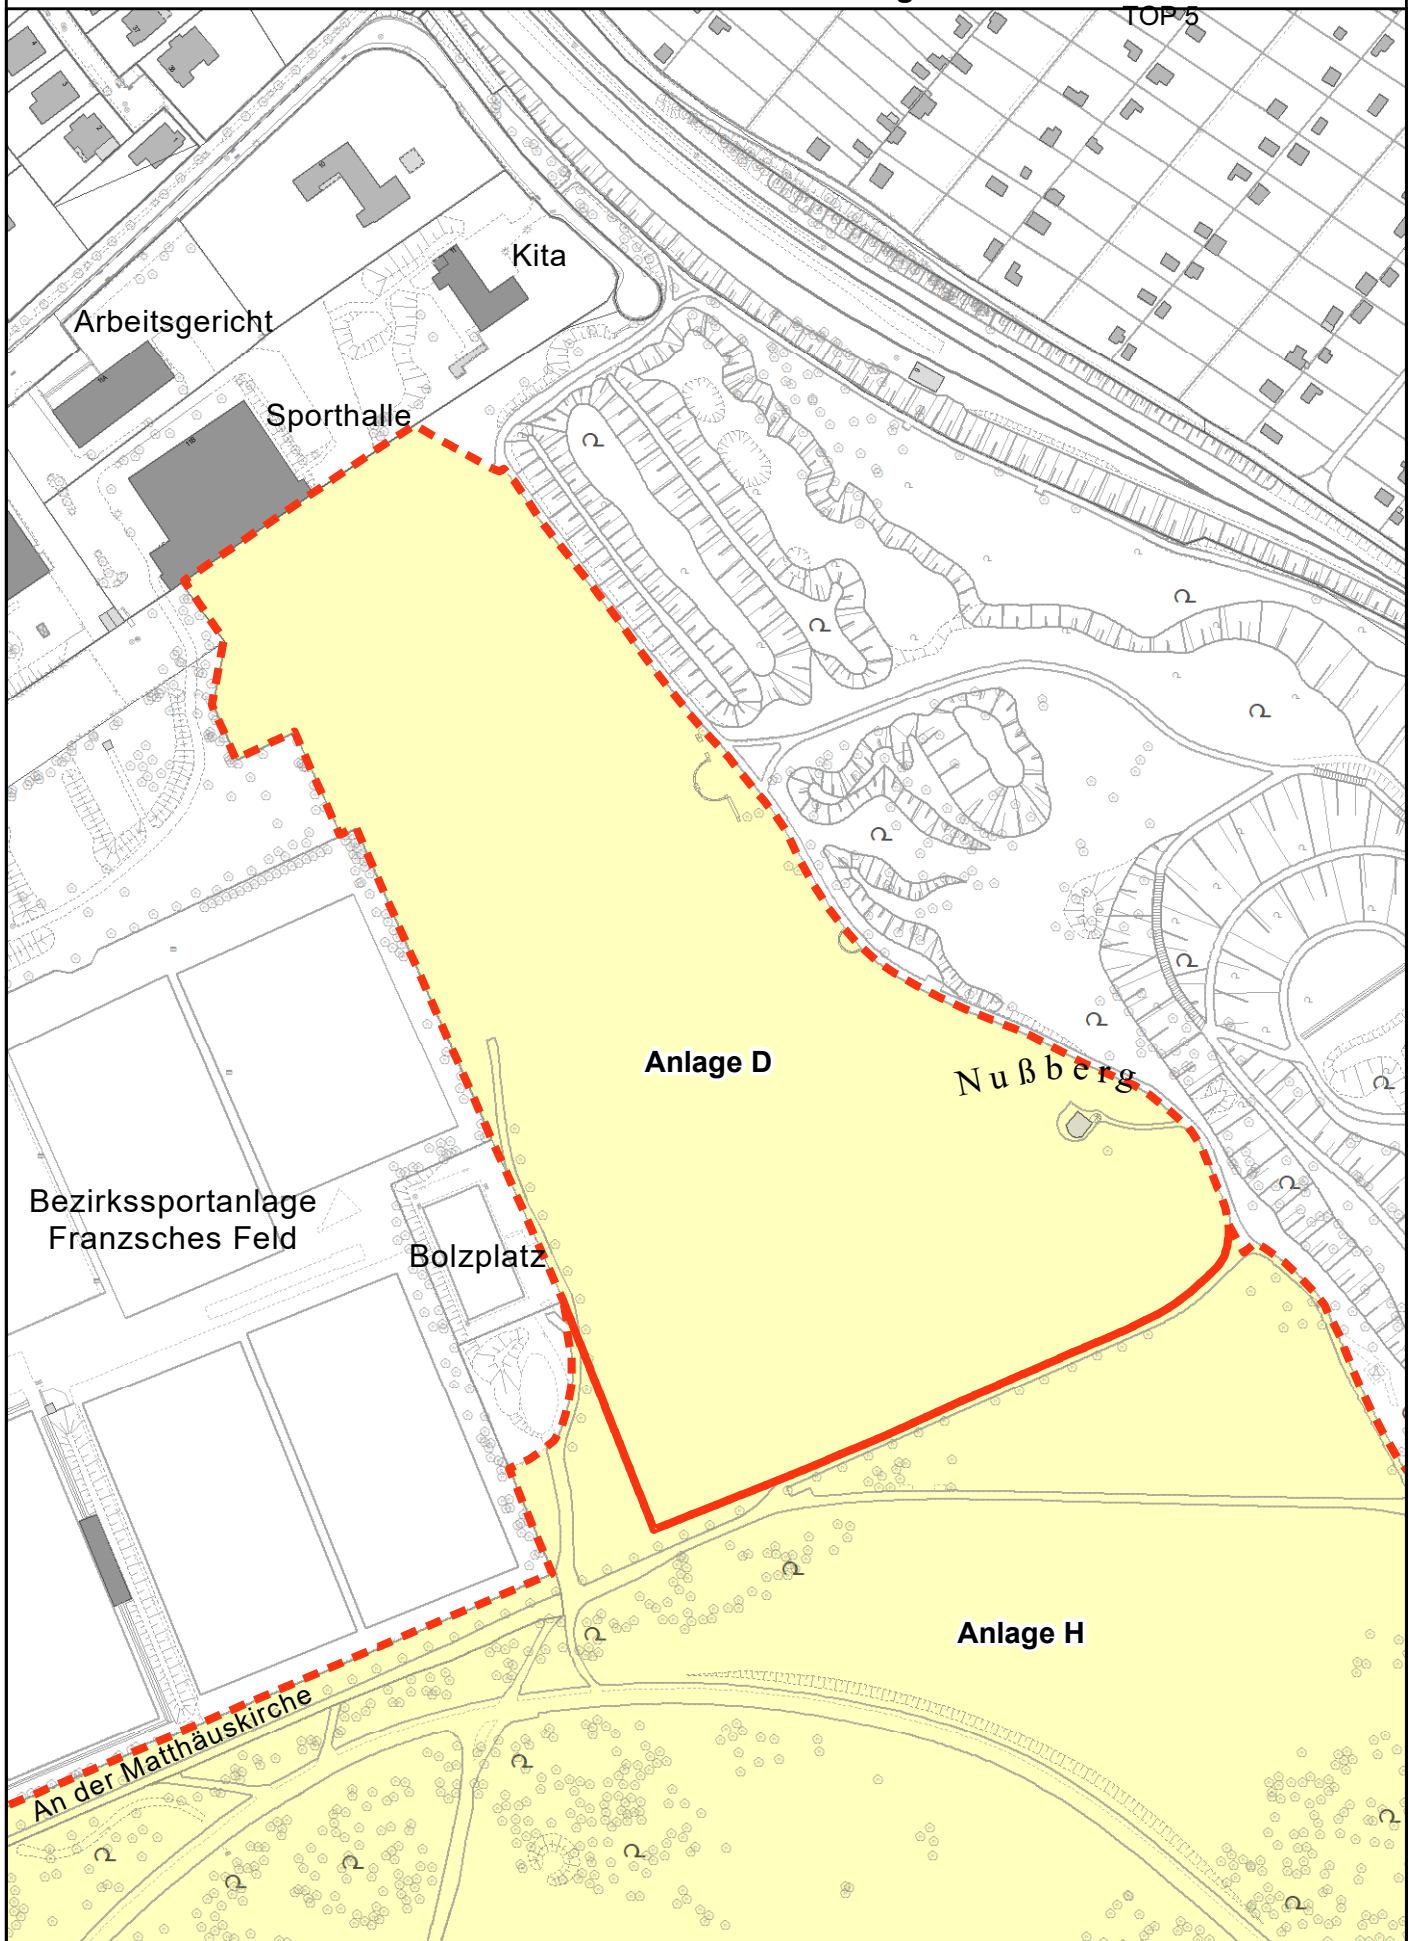 TOP 5
Kita
Arbeitsgericht
Sporthalle
Anlage D
Nußberg
Bezirkssportanlage
Franzsches Feld
Bolzplatz
Anlage H
An der Matthäuskirche